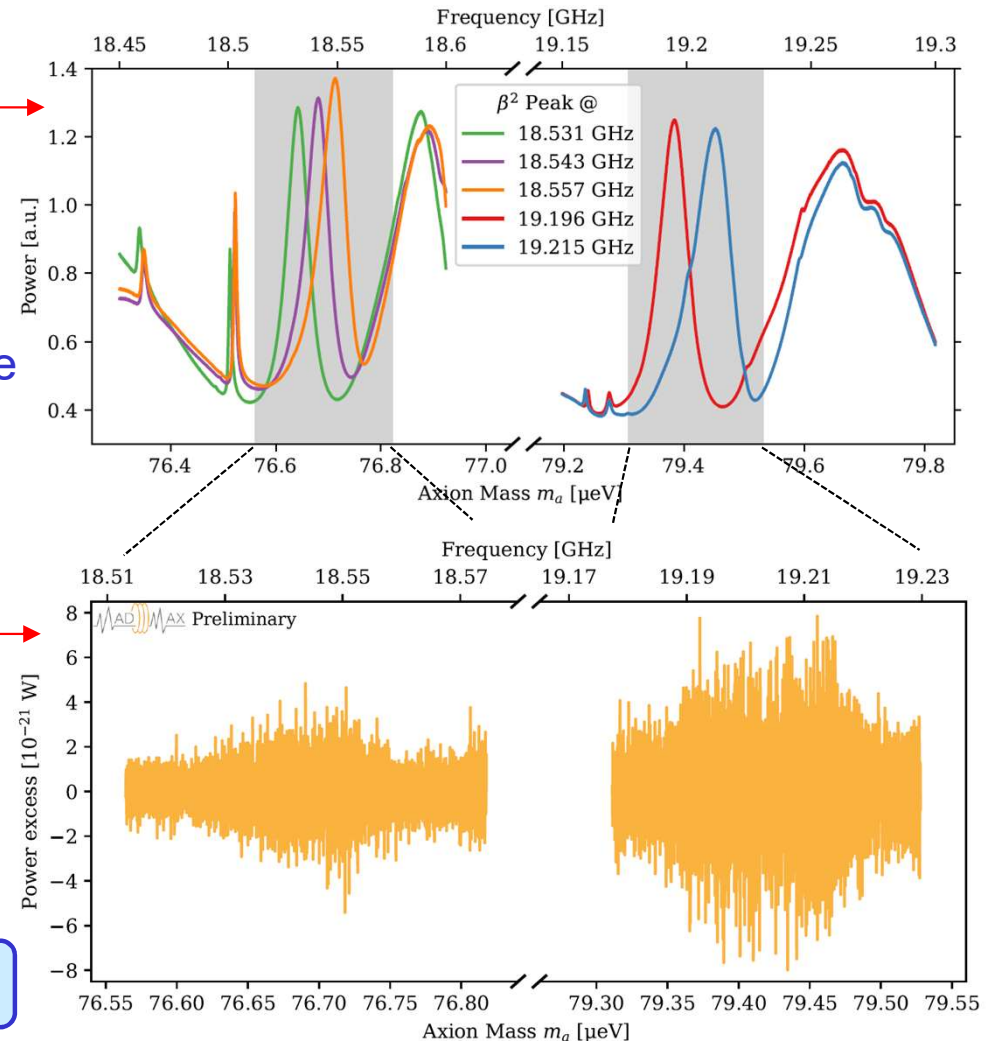 Frequency [GHz]
18.45 18.5 18.55 18.6 19.15 19.2 19.25 19.3
1.4
1.2
1.0
0.8
0.6
0.4
Power [a.u.]
β² Peak @
18.531 GHz
18.543 GHz
18.557 GHz
19.196 GHz
19.215 GHz
e
76.4 76.6 76.8 77.0 79.2 79.4 79.6 79.8
Axion Mass mₐ [μeV]
Frequency [GHz]
18.51 18.53 18.55 18.57 19.17 19.19 19.21 19.23
MADMAX Preliminary
8
6
4
2
0
−2
−4
−6
−8
Power excess [10⁻²¹ W]
76.55 76.60 76.65 76.70 76.75 76.80 79.30 79.35 79.40 79.45 79.50 79.55
Axion Mass mₐ [μeV]